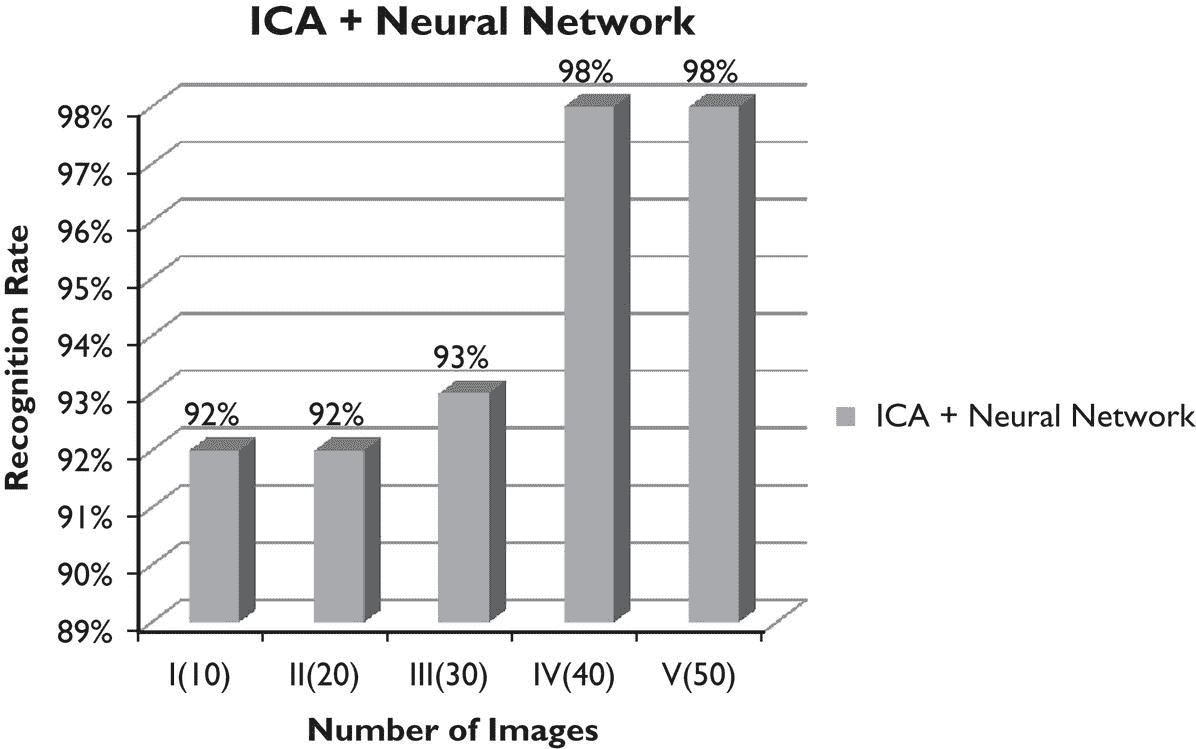 ICA + Neural Network
98% 98%
98%
97%
96%
95%
94%
93%
93%
92% 92%
92%
91%
90%
89%
Recognition Rate
I(10) II(20) III(30) IV(40) V(50)
Number of Images
ICA + Neural Network